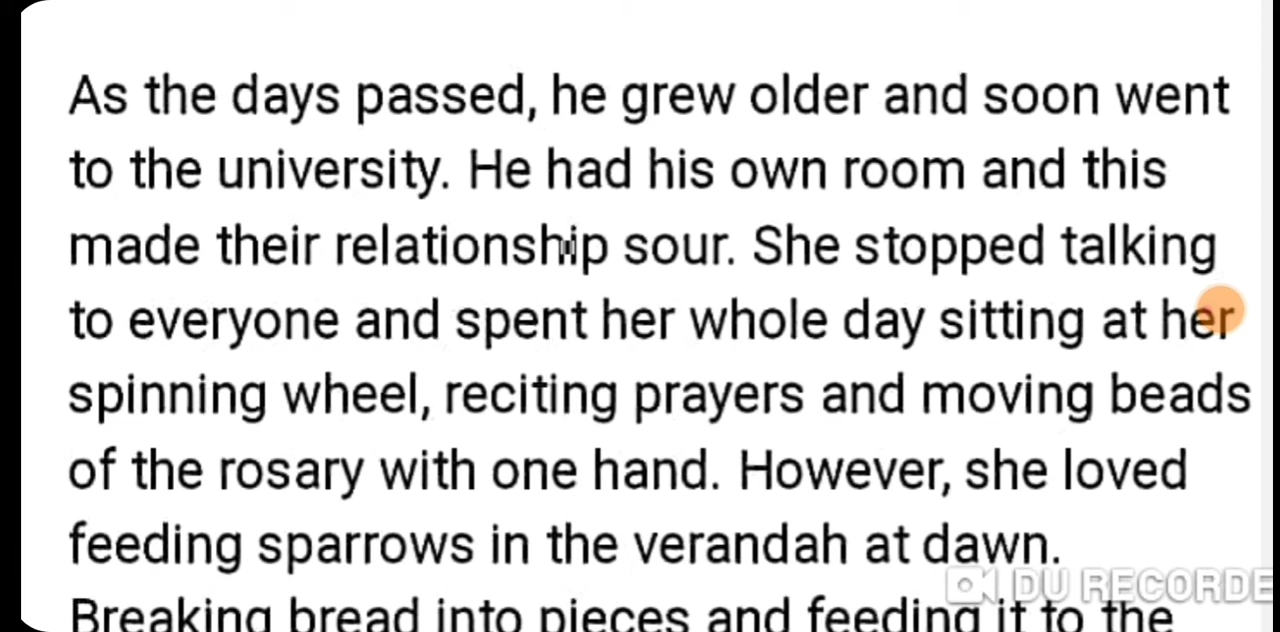 As the days passed, he grew older and soon went
to the university. He had his own room and this
made their relationship sour. She stopped talking
to everyone and spent her whole day sitting at her
spinning wheel, reciting prayers and moving beads
of the rosary with one hand. However, she loved
feeding sparrows in the verandah at dawn.
DU RECORDE
Breaking bread into pieces and feeding it to the